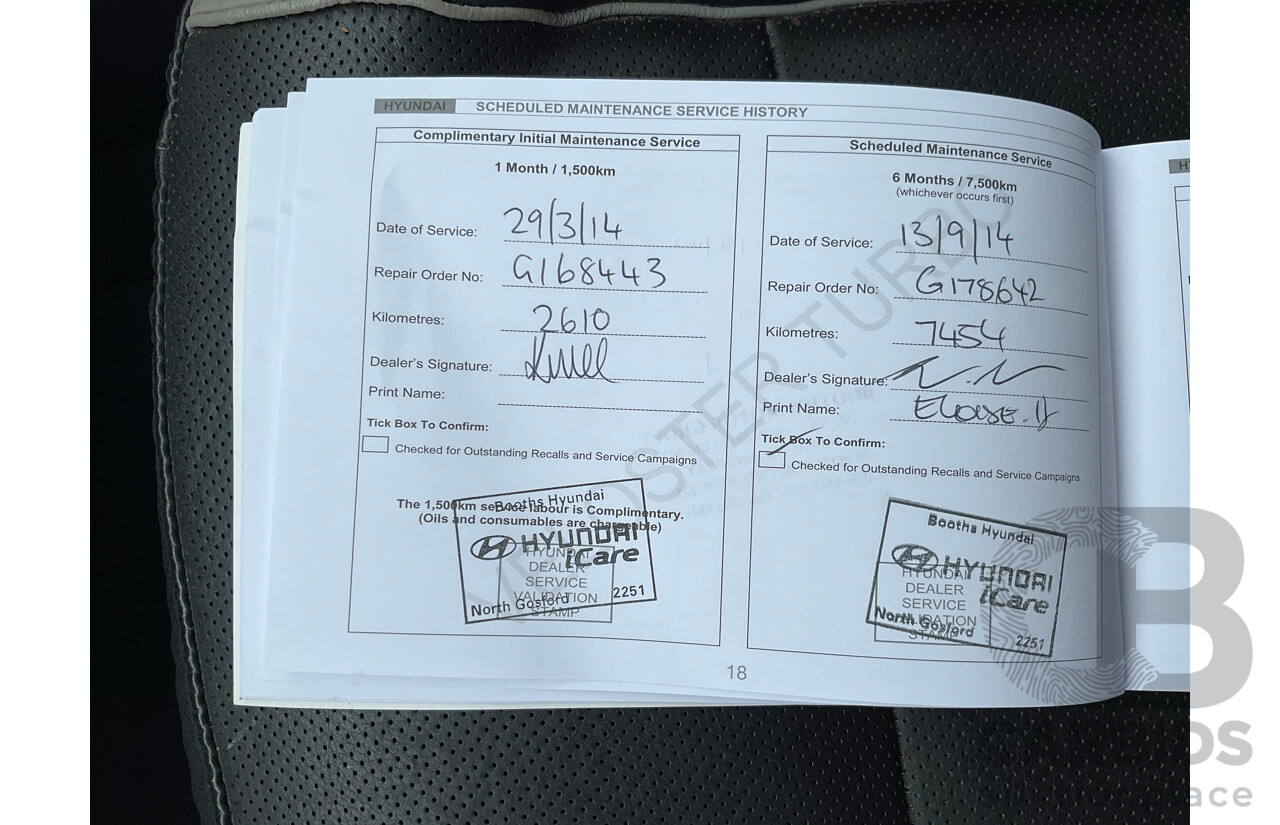 HYUNDAI SCHEDULED MAINTENANCE SERVICE HISTORY
Complimentary Initial Maintenance Service
1 Month / 1,500km
Date of Service: 29/3/14
Repair Order No: G168443
Kilometres: 2610
Dealer's Signature:
Print Name:
Tick Box To Confirm:
Checked for Outstanding Recalls and Service Campaigns
The 1,500km service labour is Complimentary.
(Oils and consumables are chargeable)
Booths Hyundai
HYUNDAI
iCare
North Gosford 2251
HYUNDAI
DEALER
SERVICE
VALIDATION
STAMP
Scheduled Maintenance Service
6 Months / 7,500km
(whichever occurs first)
Date of Service: 13/9/14
Repair Order No: G178642
Kilometres: 7454
Dealer's Signature:
Print Name: Elouise. H
Tick Box To Confirm:
Checked for Outstanding Recalls and Service Campaigns
Booths Hyundai
HYUNDAI
iCare
North Gosford 2251
HYUNDAI
DEALER
SERVICE
VALIDATION
STAMP
VELOSTER TURBO
18
H